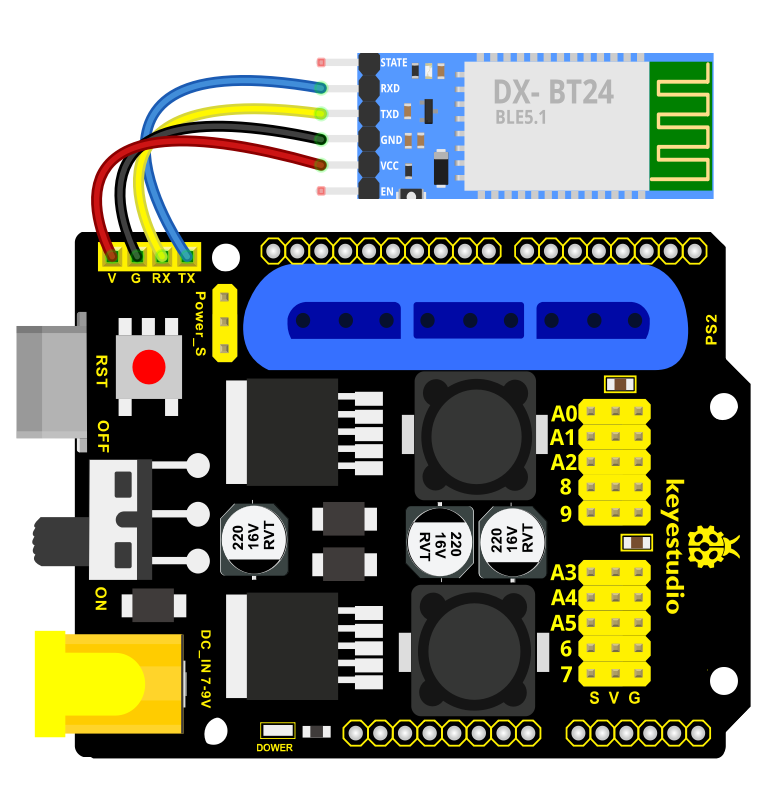 STATE
RXD
TXD
GND
VCC
EN
DX- BT24
BLE5.1
V G RX TX
Power_S
PS2
RST
OFF
ON
A0
A1
A2
8
9
A3
A4
A5
6
7
S V G
keyestudio
220
16V
RVT
220
16V
RVT
220
16V
RVT
DC_IN 7-9V
DOWER